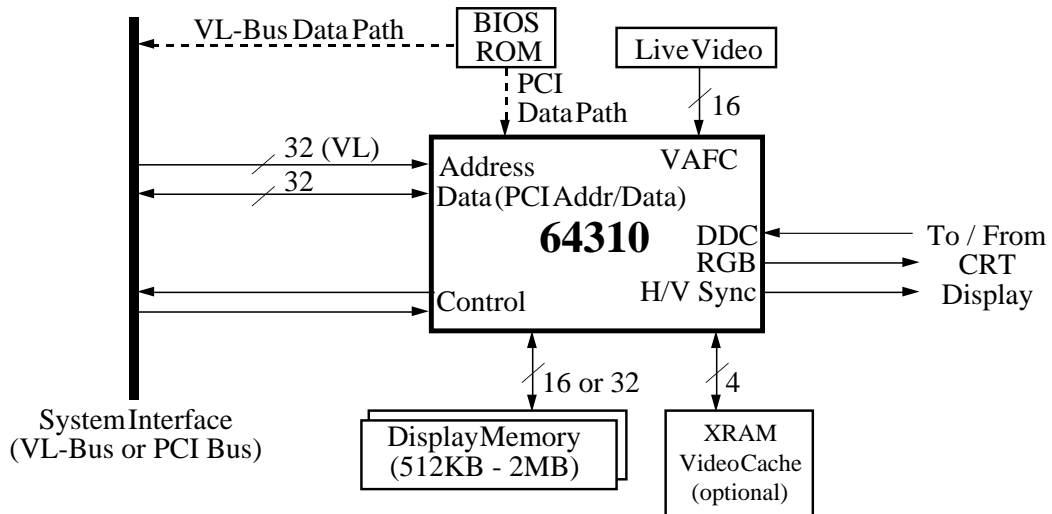 VL-Bus Data Path
BIOS
ROM
Live Video
PCI
Data Path
16
32 (VL)
32
Address
VAFC
Data (PCI Addr/Data)
64310
DDC
RGB
H/V Sync
Control
To / From
CRT
Display
16 or 32
4
System Interface
(VL-Bus or PCI Bus)
Display Memory
(512KB - 2MB)
XRAM
Video Cache
(optional)